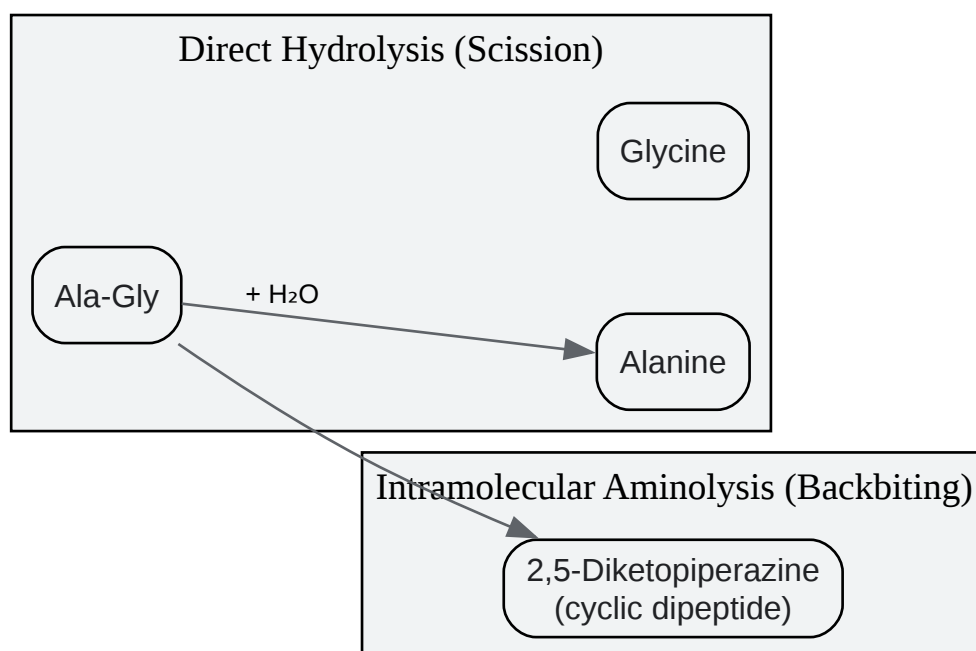 Direct Hydrolysis (Scission)
Glycine
Ala-Gly
+ H₂O
Alanine
Intramolecular Aminolysis (Backbiting)
2,5-Diketopiperazine
(cyclic dipeptide)